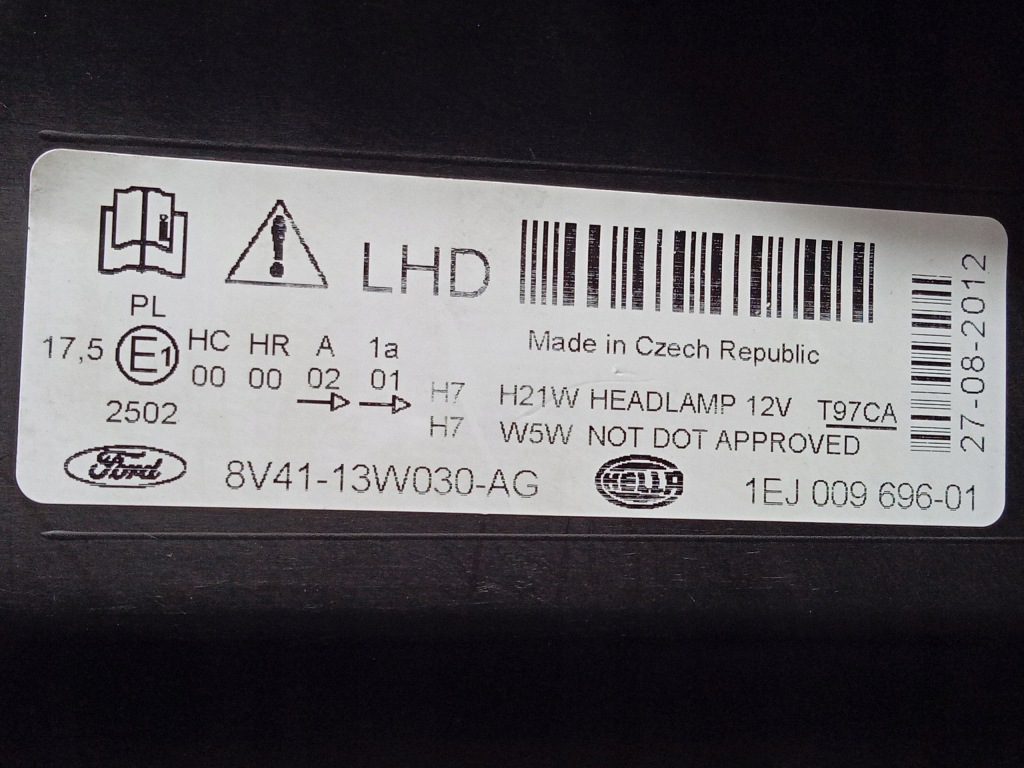 LHD
PL
17,5 E1 HC HR A 1a
00 00 02 01
2502
Made in Czech Republic
H7 H21W HEADLAMP 12V T97CA
H7 W5W NOT DOT APPROVED
27-08-2012
Ford 8V41-13W030-AG HELLA 1EJ 009 696-01